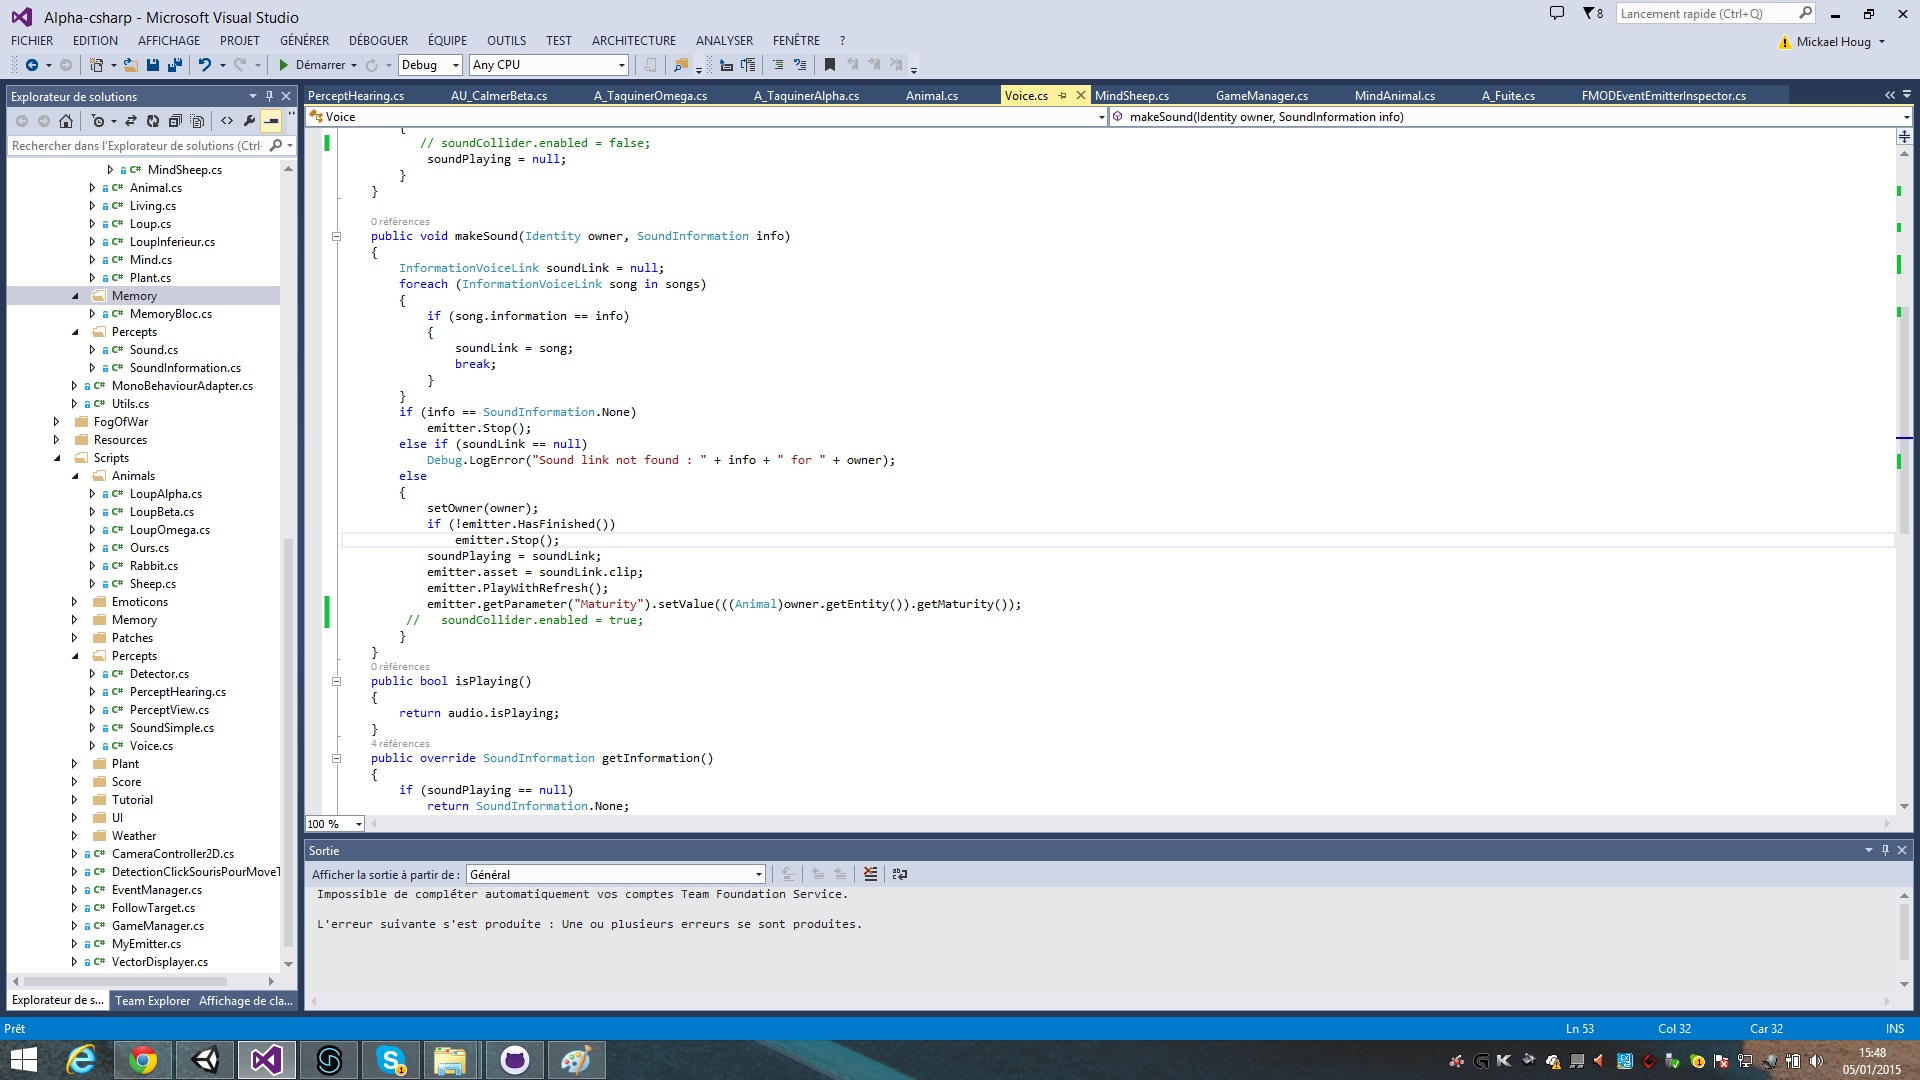 Alpha-csharp - Microsoft Visual Studio
8
Lancement rapide (Ctrl+Q)
FICHIER EDITION AFFICHAGE PROJET GÉNÉRER DÉBOGUER ÉQUIPE OUTILS TEST ARCHITECTURE ANALYSER FENÊTRE ?
Mickael Houg
Démarrer Debug Any CPU
Explorateur de solutions
Rechercher dans l'Explorateur de solutions (Ctrl-
MindSheep.cs
Animal.cs
Living.cs
Loup.cs
LoupInferieur.cs
Mind.cs
Plant.cs
Memory
MemoryBloc.cs
Percepts
Sound.cs
SoundInformation.cs
MonoBehaviourAdapter.cs
Utils.cs
FogOfWar
Resources
Scripts
Animals
LoupAlpha.cs
LoupBeta.cs
LoupOmega.cs
Ours.cs
Rabbit.cs
Sheep.cs
Emoticons
Memory
Patches
Percepts
Detector.cs
PerceptHearing.cs
PerceptView.cs
SoundSimple.cs
Voice.cs
Plant
Score
Tutorial
UI
Weather
CameraController2D.cs
DetectionClickSourisPourMoveT
EventManager.cs
FollowTarget.cs
GameManager.cs
MyEmitter.cs
VectorDisplayer.cs
Explorateur de s... Team Explorer Affichage de cla...
PerceptHearing.cs AU_CalmerBeta.cs A_TaquinerOmega.cs A_TaquinerAlpha.cs Animal.cs Voice.cs MindSheep.cs GameManager.cs MindAnimal.cs A_Fuite.cs FMODEventEmitterInspector.cs
Voice makeSound(Identity owner, SoundInformation info)
{
// soundCollider.enabled = false;
soundPlaying = null;
}
}
0 références
public void makeSound(Identity owner, SoundInformation info)
{
InformationVoiceLink soundLink = null;
foreach (InformationVoiceLink song in songs)
{
if (song.information == info)
{
soundLink = song;
break;
}
}
if (info == SoundInformation.None)
emitter.Stop();
else if (soundLink == null)
Debug.LogError("Sound link not found : " + info + " for " + owner);
else
{
setOwner(owner);
if (!emitter.HasFinished())
emitter.Stop();
soundPlaying = soundLink;
emitter.asset = soundLink.clip;
emitter.PlayWithRefresh();
emitter.getParameter("Maturity").setValue(((Animal)owner.getEntity()).getMaturity());
// soundCollider.enabled = true;
}
}
0 références
public bool isPlaying()
{
return audio.isPlaying;
}
4 références
public override SoundInformation getInformation()
{
if (soundPlaying == null)
return SoundInformation.None;
100 %
Sortie
Afficher la sortie à partir de : Général
Impossible de compléter automatiquement vos comptes Team Foundation Service.
L'erreur suivante s'est produite : Une ou plusieurs erreurs se sont produites.
Prêt Ln 53 Col 32 Car 32 INS
15:48
05/01/2015